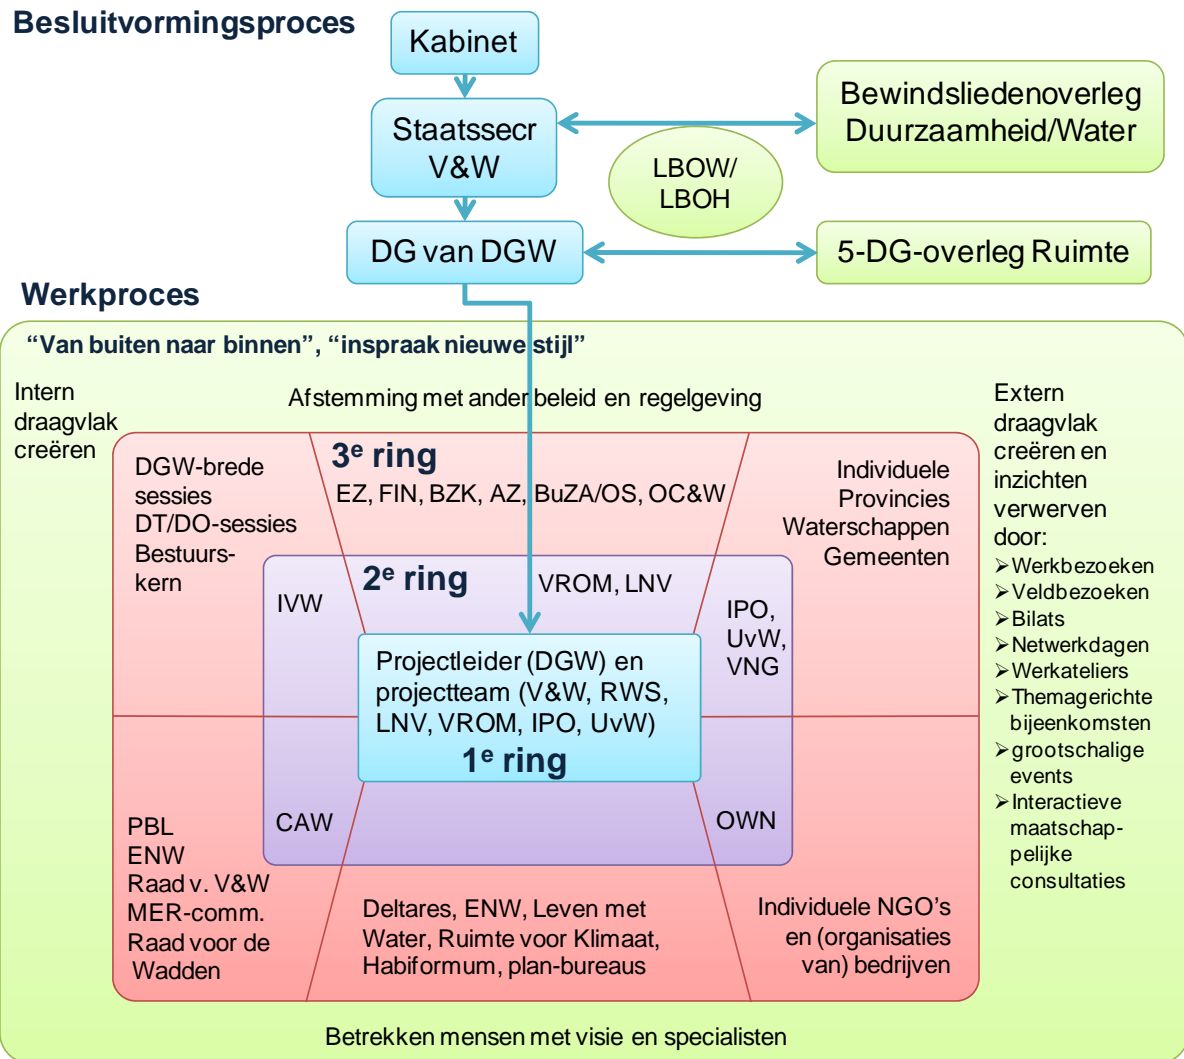 Besluitvormingsproces
Kabinet
Staatssecr
V&W
Bewindsliedenoverleg
Duurzaamheid/Water
LBOW/
LBOH
DG van DGW
5-DG-overleg Ruimte
Werkproces
“Van buiten naar binnen”, “inspraak nieuwe stijl”
Intern
draagvlak
creëren
Afstemming met ander beleid en regelgeving
Extern
draagvlak
creëren en
inzichten
verwerven
door:
➢Werkbezoeken
➢Veldbezoeken
➢Bilats
➢Netwerkdagen
➢Werkateliers
➢Themagerichte
bijeenkomsten
➢grootschalige
events
➢Interactieve
maatschap-
pelijke
consultaties
DGW-brede
sessies
DT/DO-sessies
Bestuurs-
kern
3e ring
EZ, FIN, BZK, AZ, BuZA/OS, OC&W
Individuele
Provincies
Waterschappen
Gemeenten
2e ring
VROM, LNV
IVW
IPO,
UvW,
VNG
Projectleider (DGW) en
projectteam (V&W, RWS,
LNV, VROM, IPO, UvW)
1e ring
CAW
OWN
PBL
ENW
Raad v. V&W
MER-comm.
Raad voor de
Wadden
Deltares, ENW, Leven met
Water, Ruimte voor Klimaat,
Habiformum, plan-bureaus
Individuele NGO’s
en (organisaties
van) bedrijven
Betrekken mensen met visie en specialisten